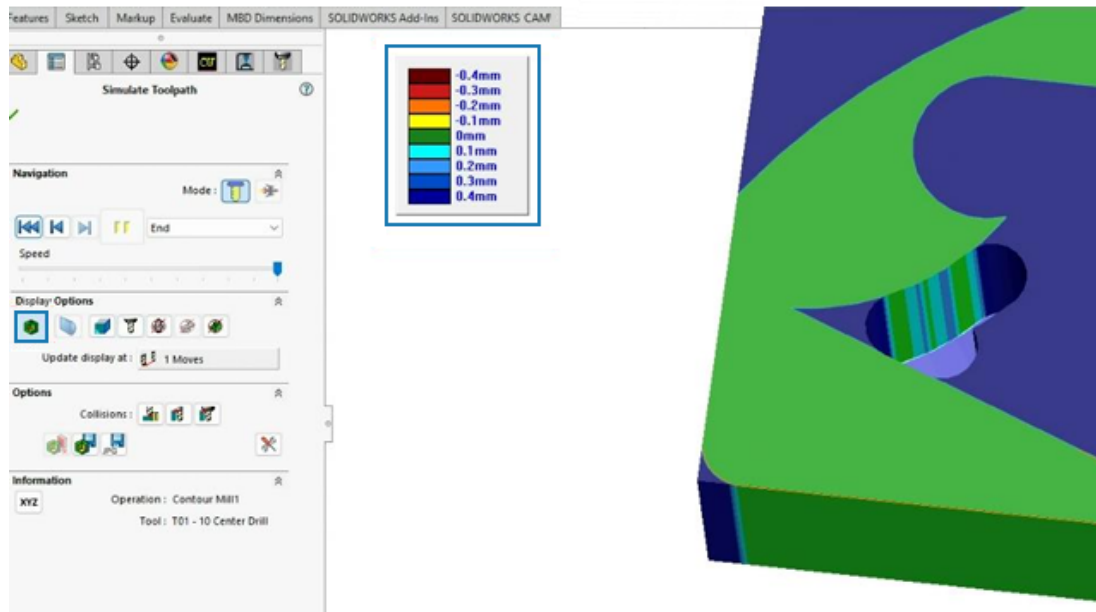 Features Sketch Markup Evaluate MBD Dimensions SOLIDWORKS Add-Ins SOLIDWORKS CAM
Simulate Toolpath
Navigation
Mode :
End
Speed
Display Options
Update display at : 1 Moves
Options
Collisions :
Information
XYZ Operation : Contour Mill1
Tool : T01 - 10 Center Drill
-0.4mm
-0.3mm
-0.2mm
-0.1mm
0mm
0.1mm
0.2mm
0.3mm
0.4mm